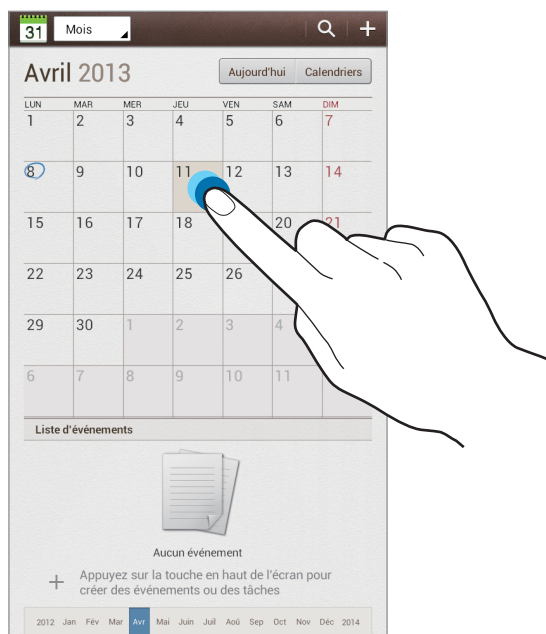 31 Mois
Avril 2013 Aujourd'hui Calendriers
LUN MAR MER JEU VEN SAM DIM
1 2 3 4 5 6 7
8 9 10 11 12 13 14
15 16 17 18 20 21
22 23 24 25 26
29 30 1 2 3 4
6 7 8 9 10 11
Liste d'événements
Aucun événement
Appuyez sur la touche en haut de l'écran pour
créer des événements ou des tâches
2012 Jan Fév Mar Avr Mai Juin Juil Aoû Sep Oct Nov Déc 2014